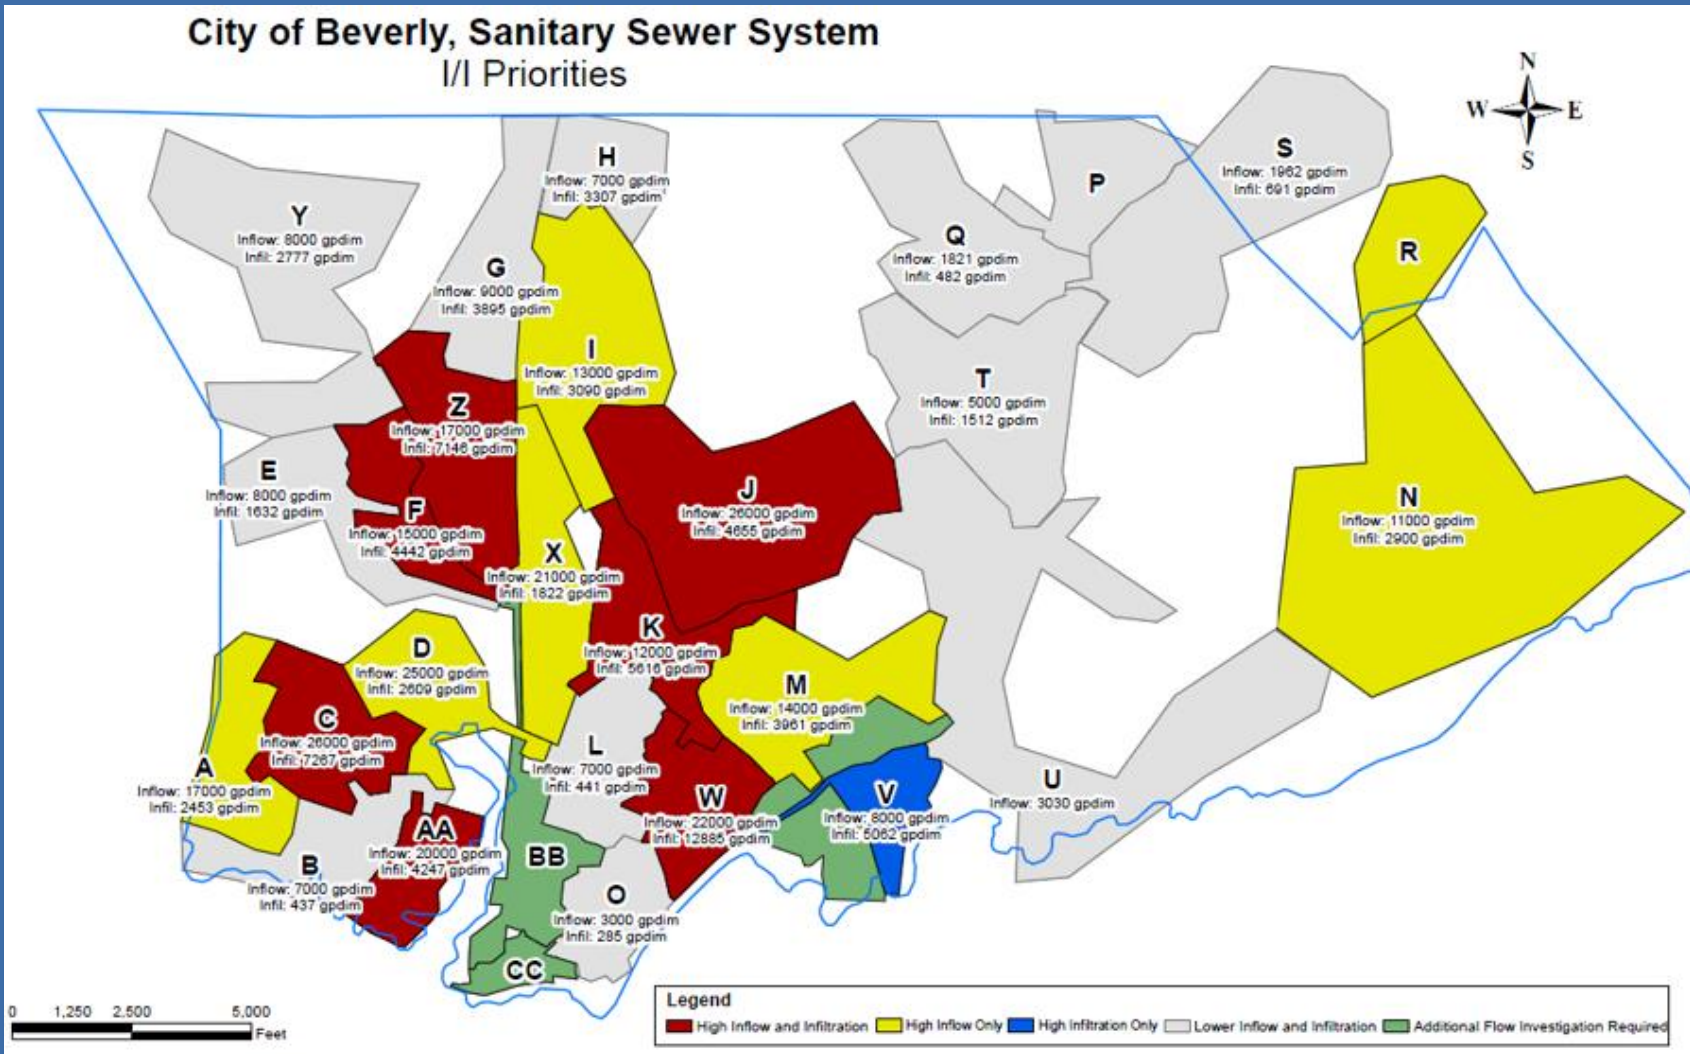 City of Beverly, Sanitary Sewer System
I/I Priorities
N
W E
S
H
Inflow: 7000 gpdim
Infil: 3307 gpdim
S
Inflow: 1962 gpdim
Infil: 691 gpdim
P
Y
Inflow: 8000 gpdim
Infil: 2777 gpdim
Q
Inflow: 1821 gpdim
Infil: 482 gpdim
R
G
Inflow: 9000 gpdim
Infil: 3895 gpdim
I
Inflow: 13000 gpdim
Infil: 3090 gpdim
T
Inflow: 5000 gpdim
Infil: 1512 gpdim
Z
Inflow: 17000 gpdim
Infil: 7146 gpdim
E
Inflow: 8000 gpdim
Infil: 1632 gpdim
J
Inflow: 26000 gpdim
Infil: 4655 gpdim
N
Inflow: 11000 gpdim
Infil: 2900 gpdim
F
Inflow: 15000 gpdim
Infil: 4442 gpdim
X
Inflow: 21000 gpdim
Infil: 1822 gpdim
K
Inflow: 12000 gpdim
Infil: 5616 gpdim
D
Inflow: 25000 gpdim
Infil: 2609 gpdim
M
Inflow: 14000 gpdim
Infil: 3961 gpdim
C
Inflow: 26000 gpdim
Infil: 7267 gpdim
L
Inflow: 7000 gpdim
Infil: 441 gpdim
A
Inflow: 17000 gpdim
Infil: 2453 gpdim
U
Inflow: 3030 gpdim
W
Inflow: 22000 gpdim
Infil: 12885 gpdim
V
Inflow: 8000 gpdim
Infil: 5062 gpdim
AA
Inflow: 20000 gpdim
Infil: 4247 gpdim
BB
B
Inflow: 7000 gpdim
Infil: 437 gpdim
O
Inflow: 3000 gpdim
Infil: 285 gpdim
CC
0 1,250 2,500 5,000
Feet
Legend
High Inflow and Infiltration High Inflow Only High Infiltration Only Lower Inflow and Infiltration Additional Flow Investigation Required